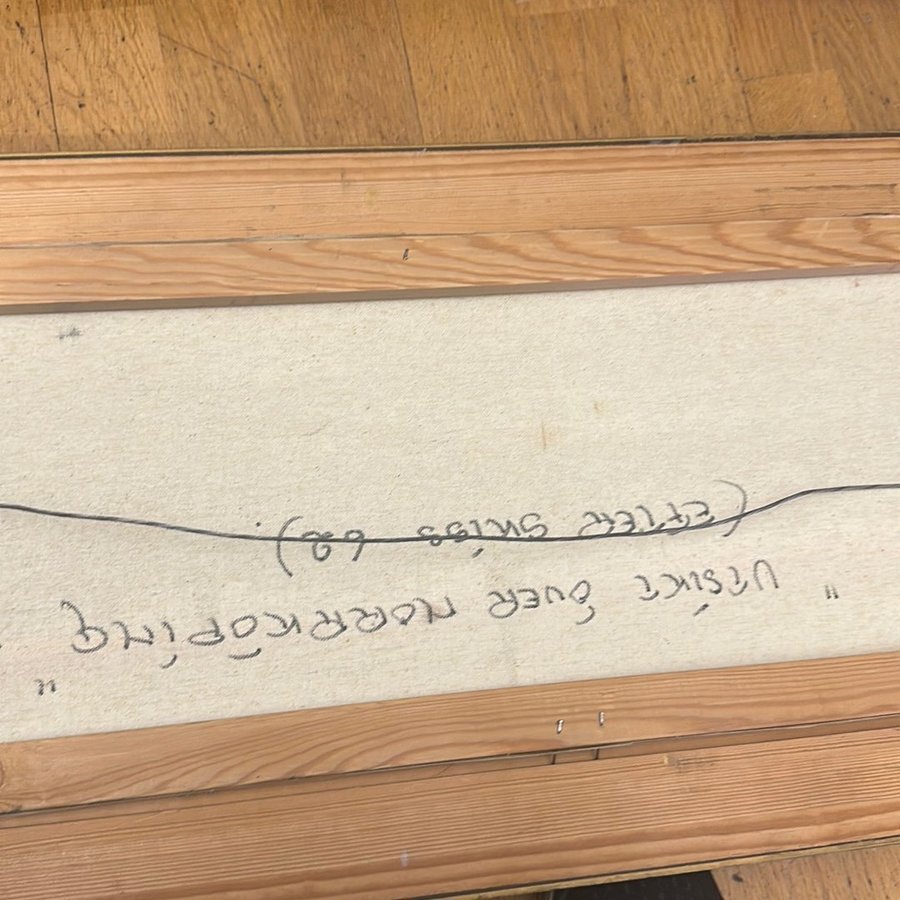 "UTSIKT ÖVER NORRKÖPING"
(EFTER SKISS 62)